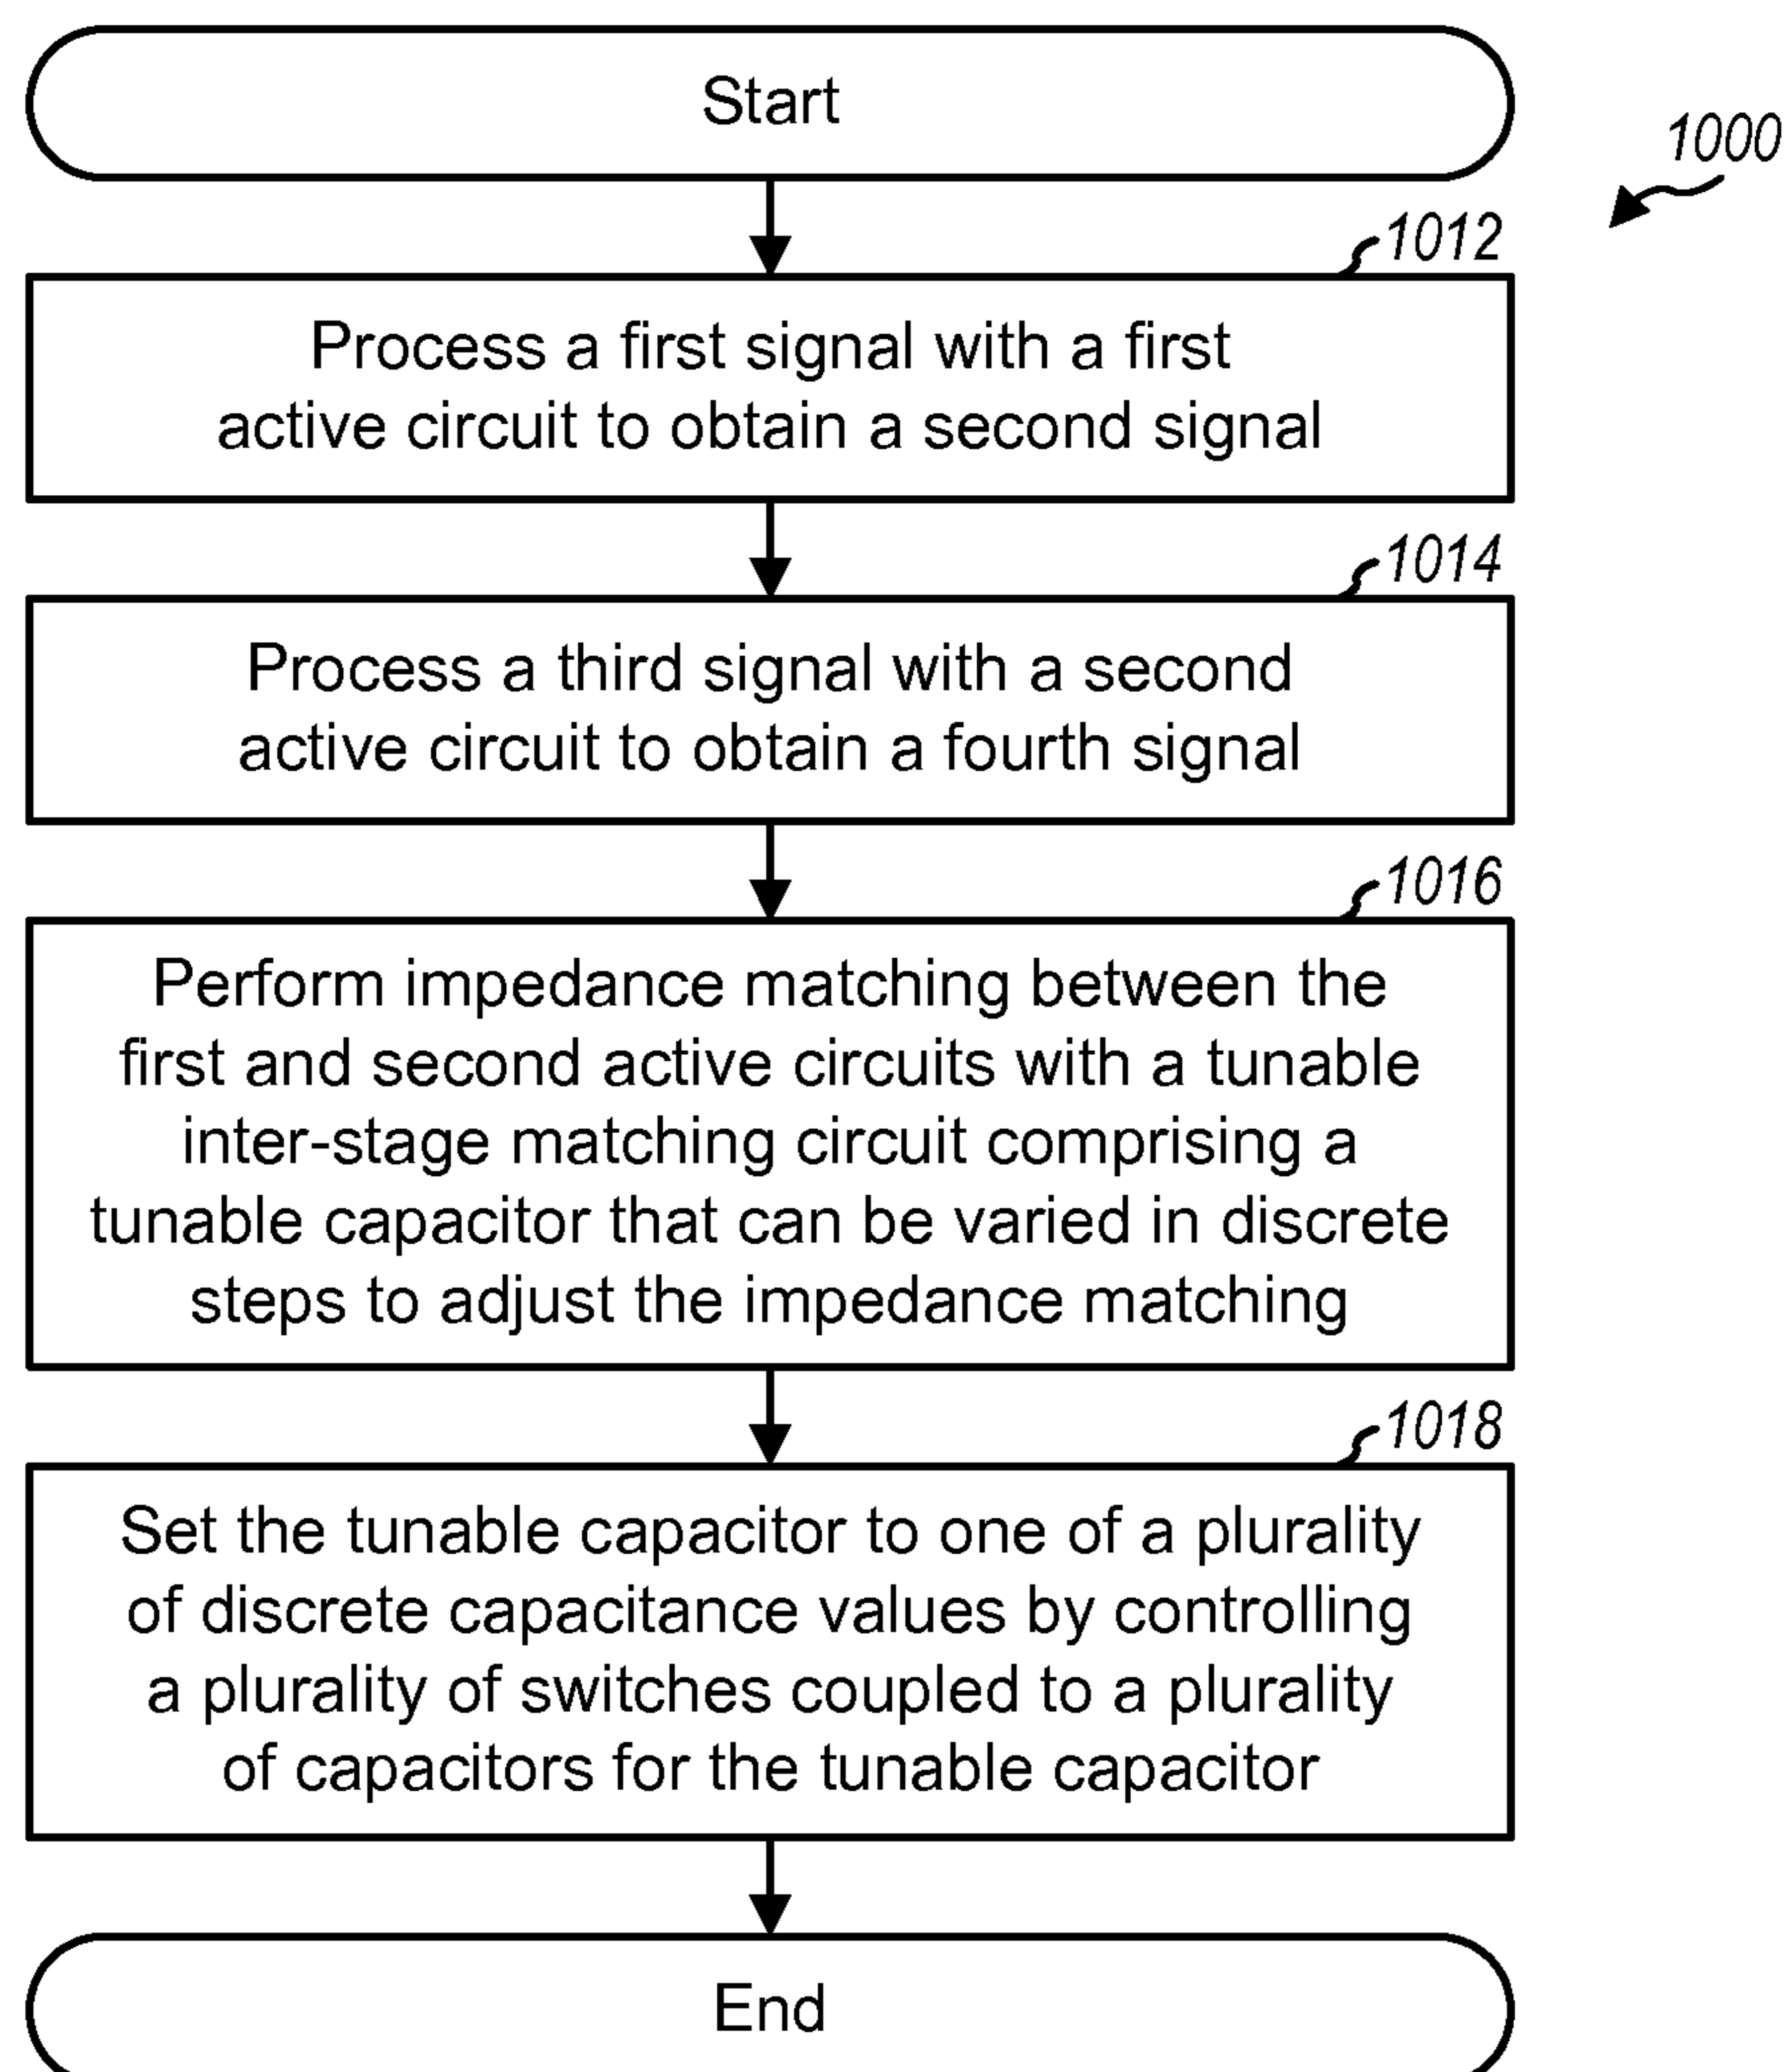 Start
1000
1012
Process a first signal with a first
active circuit to obtain a second signal
1014
Process a third signal with a second
active circuit to obtain a fourth signal
1016
Perform impedance matching between the
first and second active circuits with a tunable
inter-stage matching circuit comprising a
tunable capacitor that can be varied in discrete
steps to adjust the impedance matching
1018
Set the tunable capacitor to one of a plurality
of discrete capacitance values by controlling
a plurality of switches coupled to a plurality
of capacitors for the tunable capacitor
End